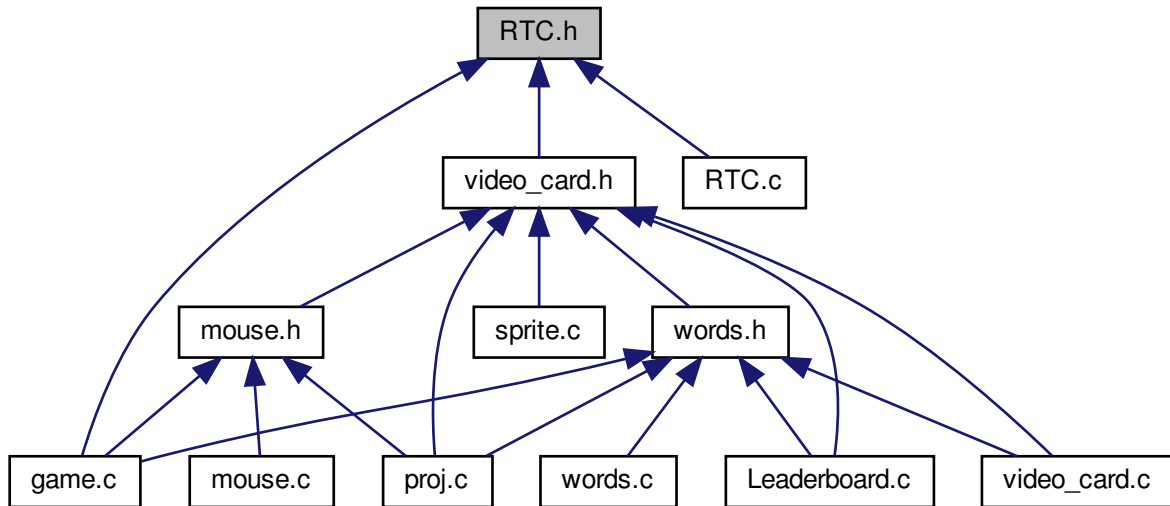 RTC.h
video_card.h
RTC.c
mouse.h
sprite.c
words.h
game.c
mouse.c
proj.c
words.c
Leaderboard.c
video_card.c